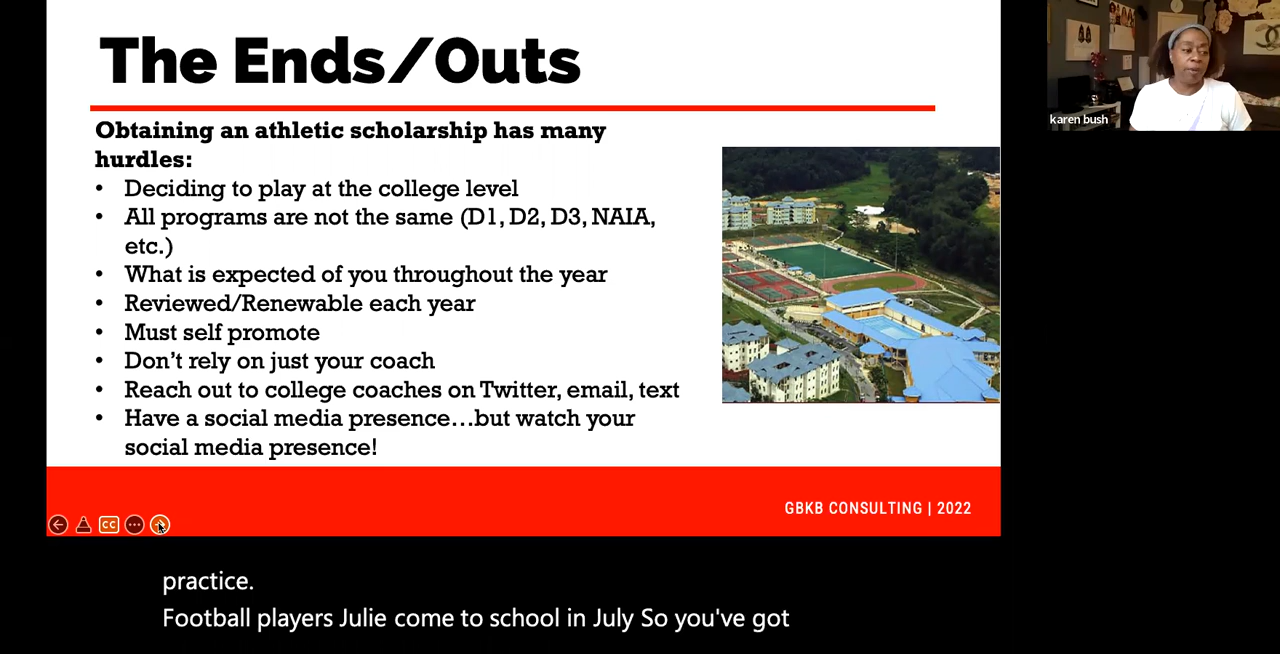 The Ends/Outs
Obtaining an athletic scholarship has many
hurdles:
• Deciding to play at the college level
• All programs are not the same (D1, D2, D3, NAIA,
etc.)
• What is expected of you throughout the year
• Reviewed/Renewable each year
• Must self promote
• Don't rely on just your coach
• Reach out to college coaches on Twitter, email, text
• Have a social media presence...but watch your
social media presence!
karen bush
GBKB CONSULTING | 2022
CC
practice.
Football players Julie come to school in July So you've got